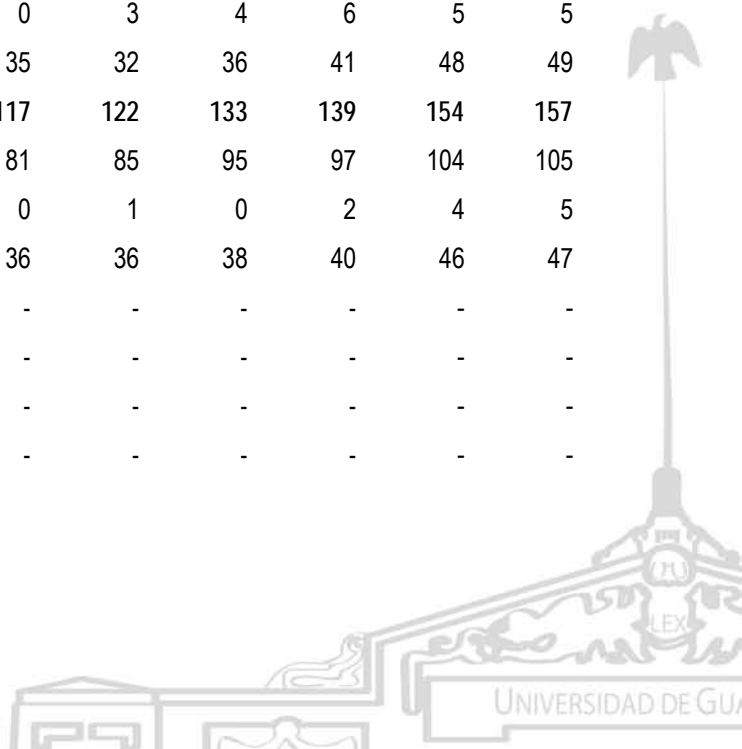 0 3 4 6 5 5
35 32 36 41 48 49
117 122 133 139 154 157
81 85 95 97 104 105
0 1 0 2 4 5
36 36 38 40 46 47
- - - - - -
- - - - - -
- - - - - -
- - - - - -
LEX
UNIVERSIDAD DE GUA